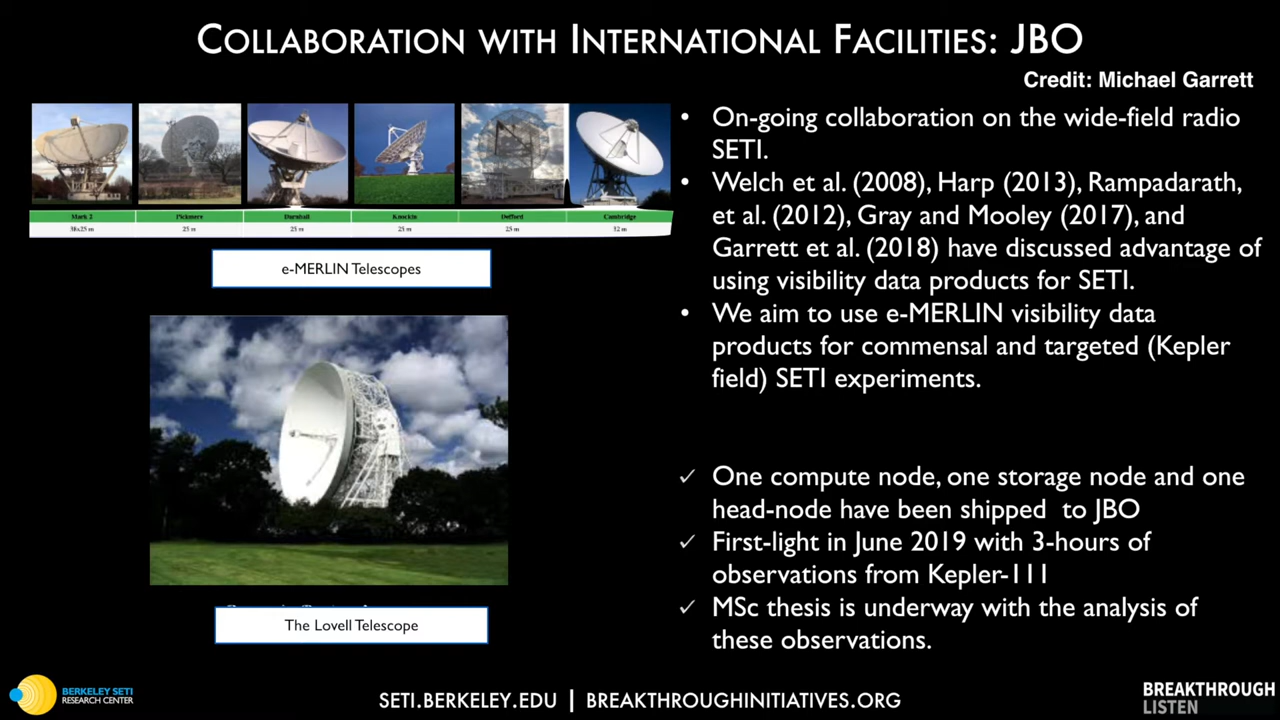 COLLABORATION WITH INTERNATIONAL FACILITIES: JBO
Credit: Michael Garrett
Mark 2 Pickmere Darnhall Knockin Defford Cambridge
38x25 m 25 m 25 m 25 m 25 m 32 m
e-MERLIN Telescopes
The Lovell Telescope
• On-going collaboration on the wide-field radio
SETI.
• Welch et al. (2008), Harp (2013), Rampadarath,
et al. (2012), Gray and Mooley (2017), and
Garrett et al. (2018) have discussed advantage of
using visibility data products for SETI.
• We aim to use e-MERLIN visibility data
products for commensal and targeted (Kepler
field) SETI experiments.
✓ One compute node, one storage node and one
head-node have been shipped to JBO
✓ First-light in June 2019 with 3-hours of
observations from Kepler-111
✓ MSc thesis is underway with the analysis of
these observations.
BERKELEY SETI
RESEARCH CENTER
SETI.BERKELEY.EDU | BREAKTHROUGHINITIATIVES.ORG
BREAKTHROUGH
LISTEN